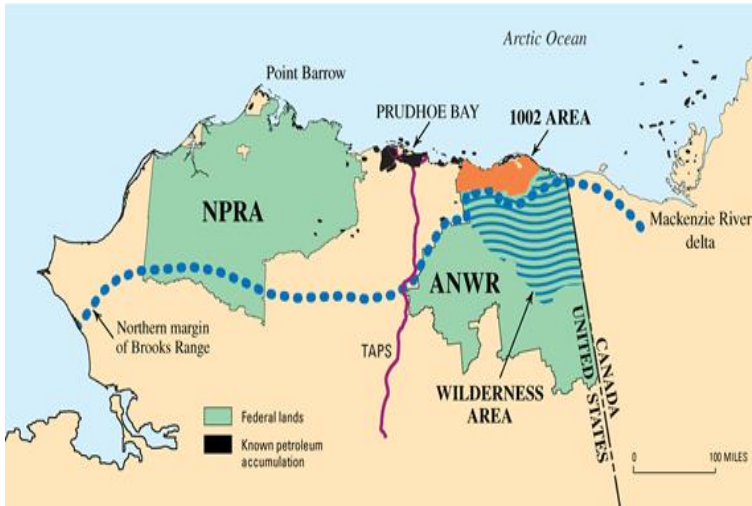 Arctic Ocean
Point Barrow
PRUDHOE BAY
1002 AREA
NPRA
Mackenzie River
delta
ANWR
Northern margin
of Brooks Range
TAPS
WILDERNESS
AREA
CANADA
UNITED STATES
Federal lands
Known petroleum
accumulation
0 100 MILES